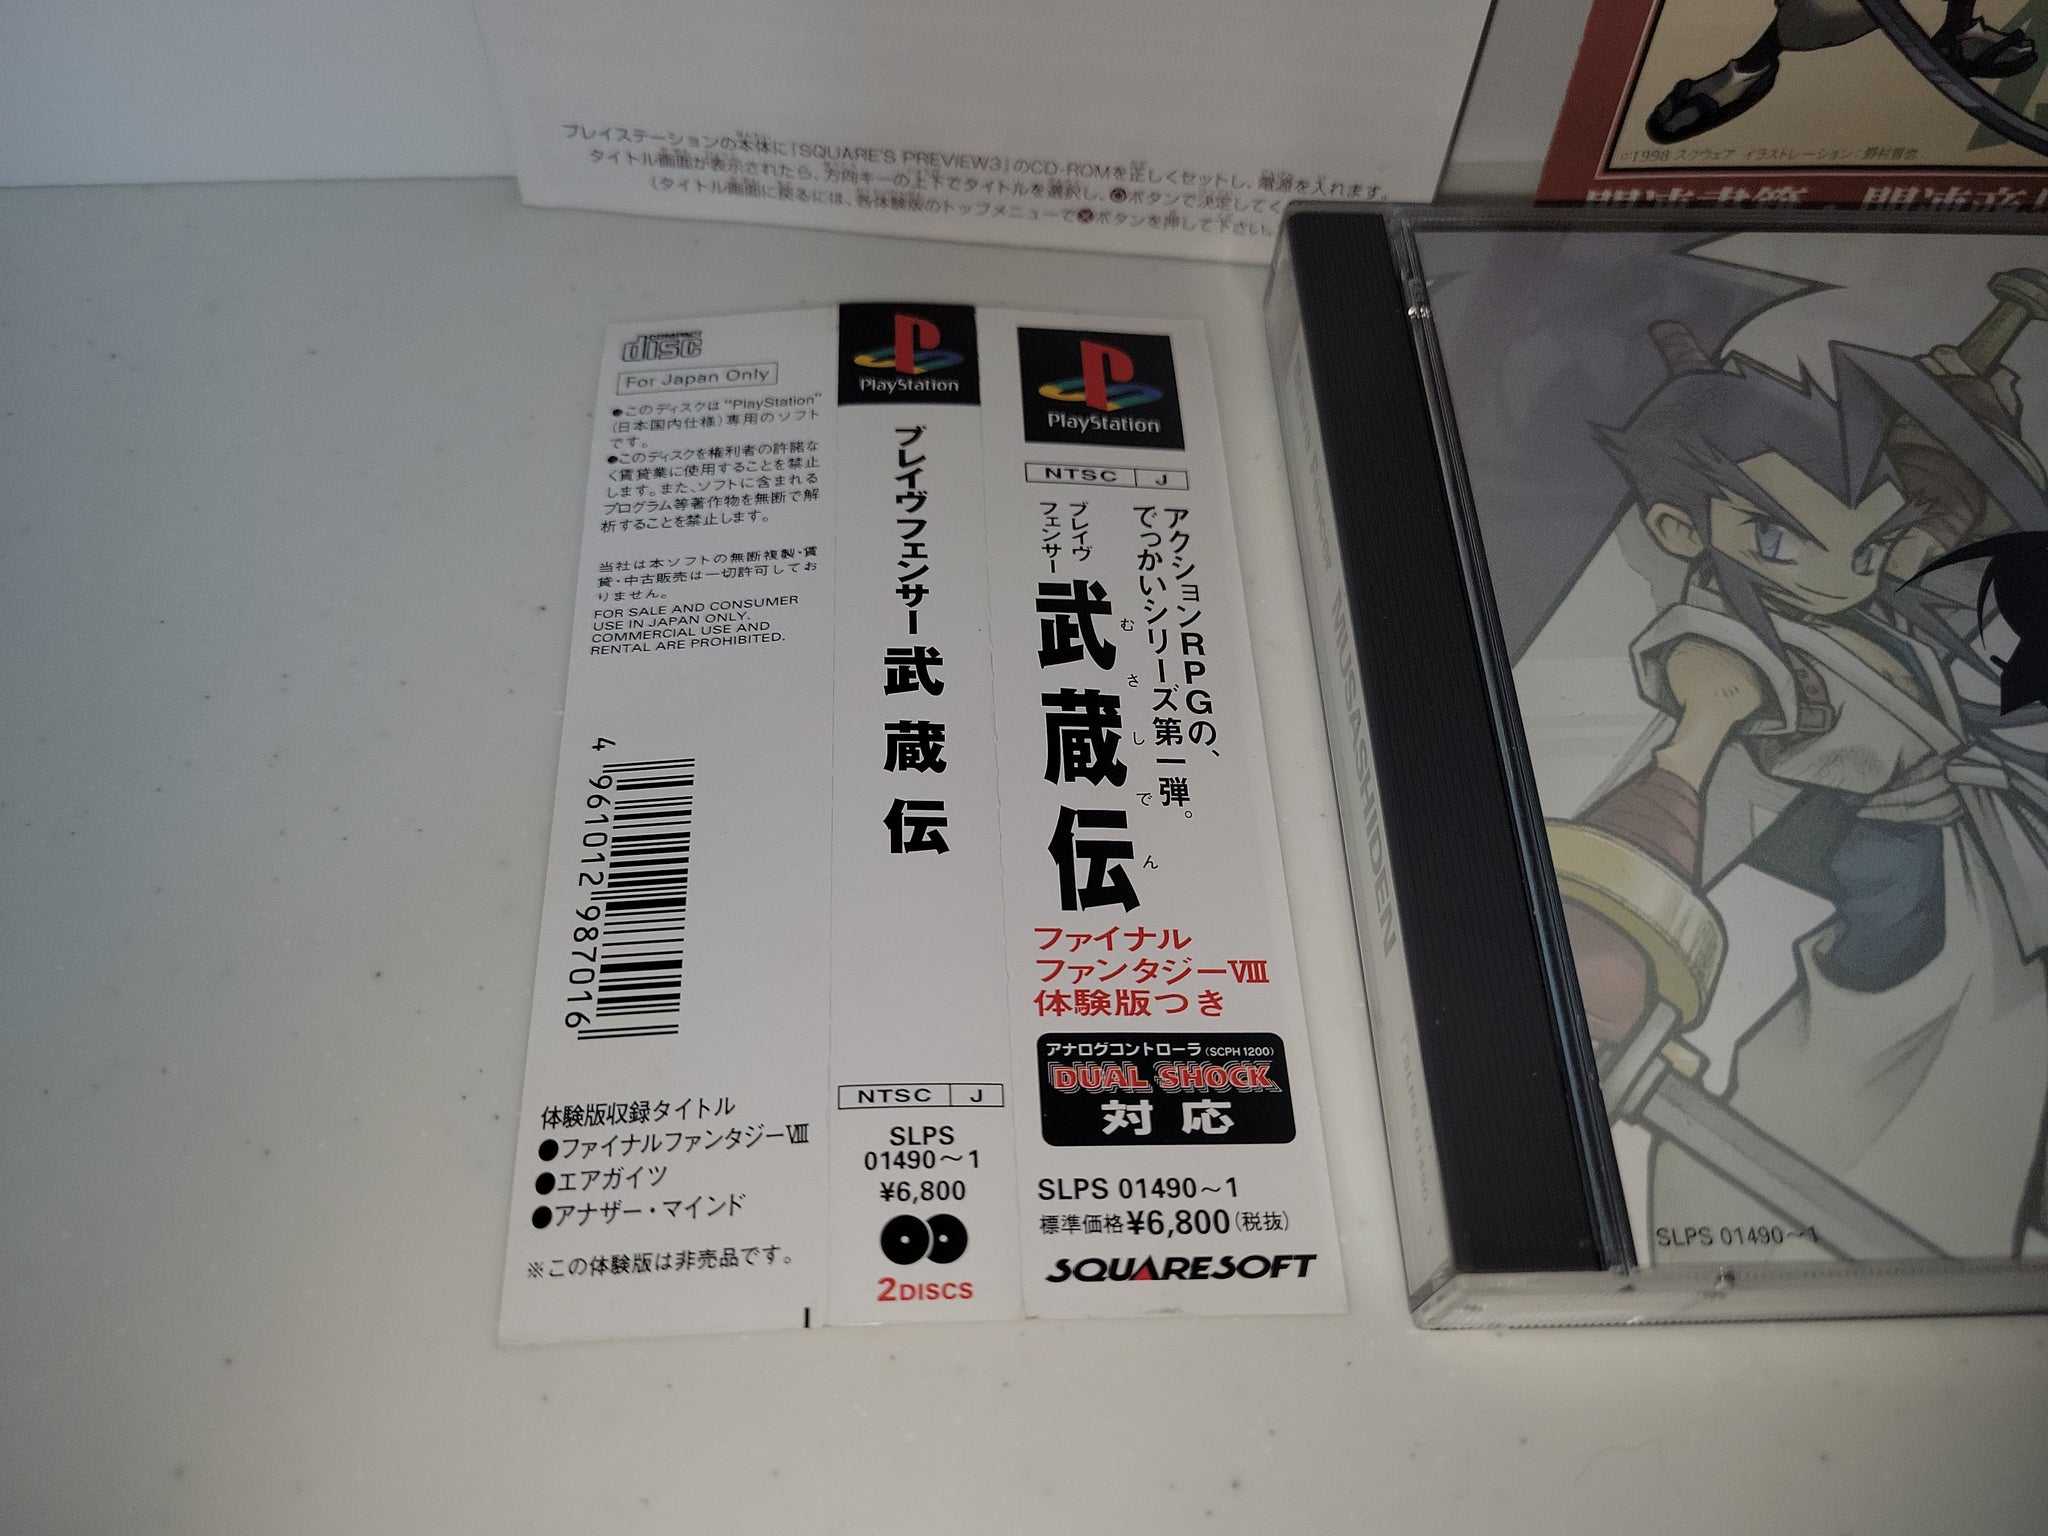 プレイステーションの本体に「SQUARE'S PREVIEW3」のCD-ROMを正しくセットし、電源を入れます。
タイトル画面が表示されたら、方向キーの上下でタイトルを選択し、◉ボタンで決定してく
(タイトル画面に戻るには、各体験版のトップメニューで⊗ボタンを押して下さい。
©1998 スクウェア イラストレーション:野村哲也
COMPACT
disc
For Japan Only
●このディスクは"PlayStation"
(日本国内仕様)専用のソフト
です。
●このディスクを権利者の許諾な
く賃貸業に使用することを禁止
します。また、ソフトに含まれる
プログラム等著作物を無断で解
析することを禁止します。
当社は本ソフトの無断複製・賃
貸・中古販売は一切許可してお
りません。
FOR SALE AND CONSUMER
USE IN JAPAN ONLY.
COMMERCIAL USE AND
RENTAL ARE PROHIBITED.
4 961012 987016
体験版収録タイトル
●ファイナルファンタジーVIII
●エアガイツ
●アナザー・マインド
※この体験版は非売品です。
PlayStation
ブレイヴフェンサー 武蔵伝
NTSC J
SLPS
01490〜1
¥6,800
2DISCS
PlayStation
NTSC J
アクションRPGの、
でっかいシリーズ第一弾。
ブレイヴ
フェンサー
武蔵伝
むさしでん
ファイナル
ファンタジーVIII
体験版つき
アナログコントローラ(SCPH 1200)
DUAL SHOCK
対応
SLPS 01490〜1
標準価格¥6,800(税抜)
SQUARESOFT
MUSASHIDEN
SLPS 01490〜1